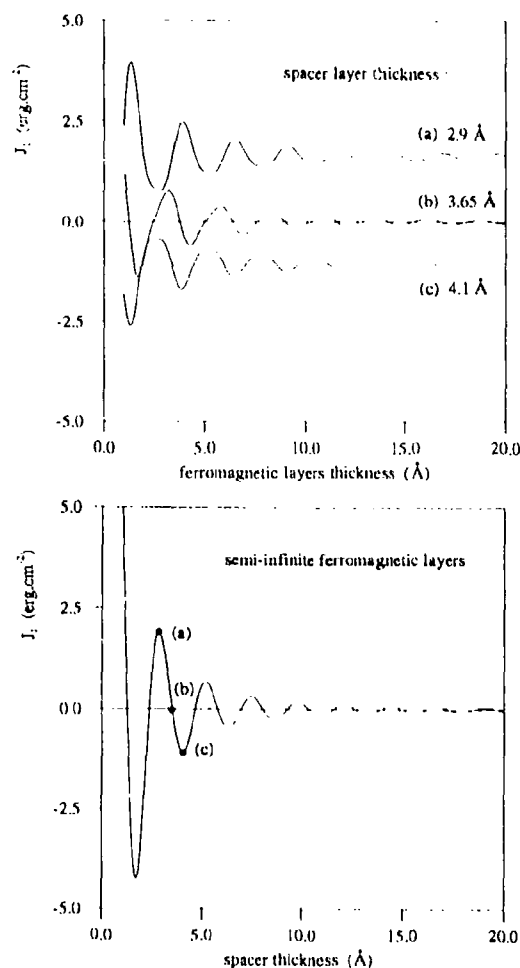 5.0
J₁ (erg.cm⁻²)
spacer layer thickness :
2.5
(a) 2.9 Å
(b) 3.65 Å
0.0
(c) 4.1 Å
-2.5
-5.0
0.0 5.0 10.0 15.0 20.0
ferromagnetic layers thickness (Å)
5.0
J₁ (erg.cm⁻²)
semi-infinite ferromagnetic layers
2.5
(a)
(b)
0.0
(c)
-2.5
-5.0
0.0 5.0 10.0 15.0 20.0
spacer thickness (Å)